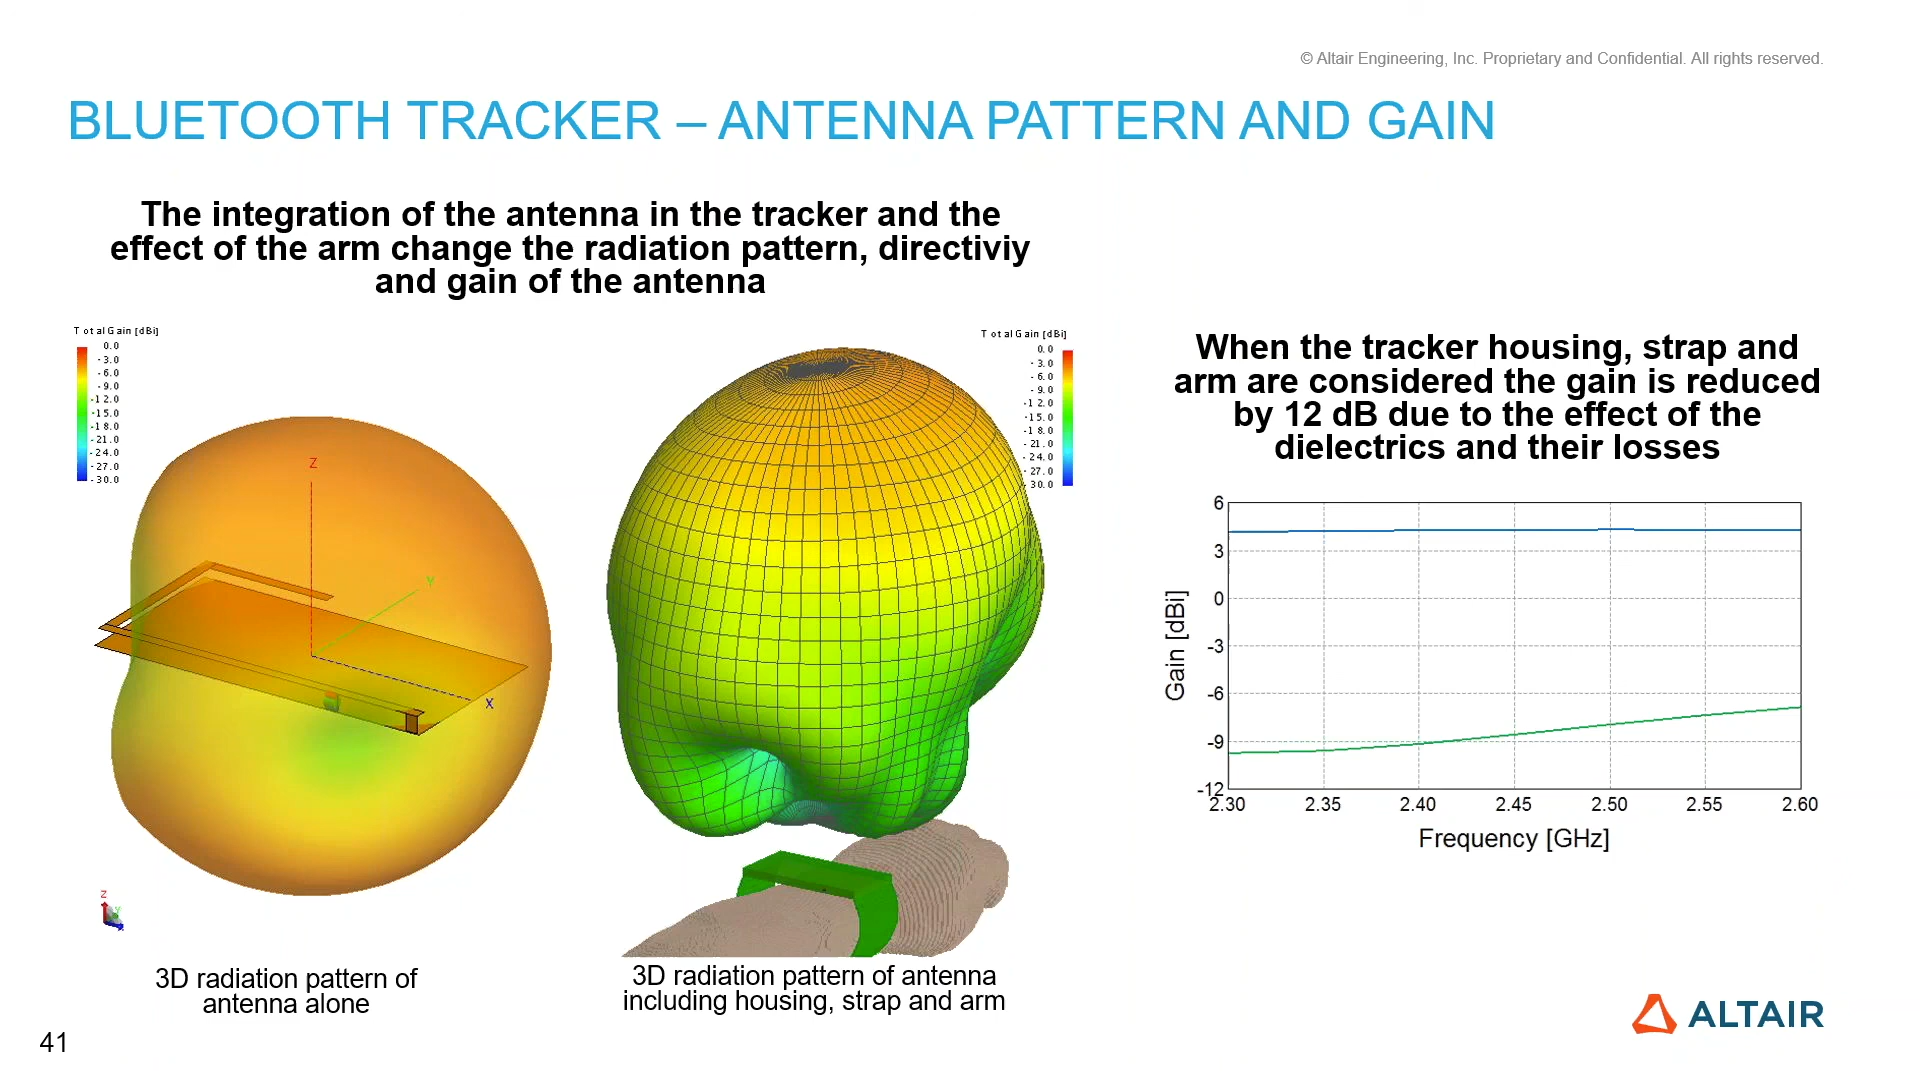 © Altair Engineering, Inc. Proprietary and Confidential. All rights reserved.
BLUETOOTH TRACKER – ANTENNA PATTERN AND GAIN
The integration of the antenna in the tracker and the
effect of the arm change the radiation pattern, directiviy
and gain of the antenna
Total Gain [dBi]
0.0
-3.0
-6.0
-9.0
-12.0
-15.0
-18.0
-21.0
-24.0
-27.0
-30.0
Z
Y
X
Z
Y
3D radiation pattern of
antenna alone
Total Gain [dBi]
0.0
-3.0
-6.0
-9.0
-12.0
-15.0
-18.0
-21.0
-24.0
27.0
30.0
3D radiation pattern of antenna
including housing, strap and arm
When the tracker housing, strap and
arm are considered the gain is reduced
by 12 dB due to the effect of the
dielectrics and their losses
Gain [dBi]
6
3
0
-3
-6
-9
-12
2.30 2.35 2.40 2.45 2.50 2.55 2.60
Frequency [GHz]
ALTAIR
41